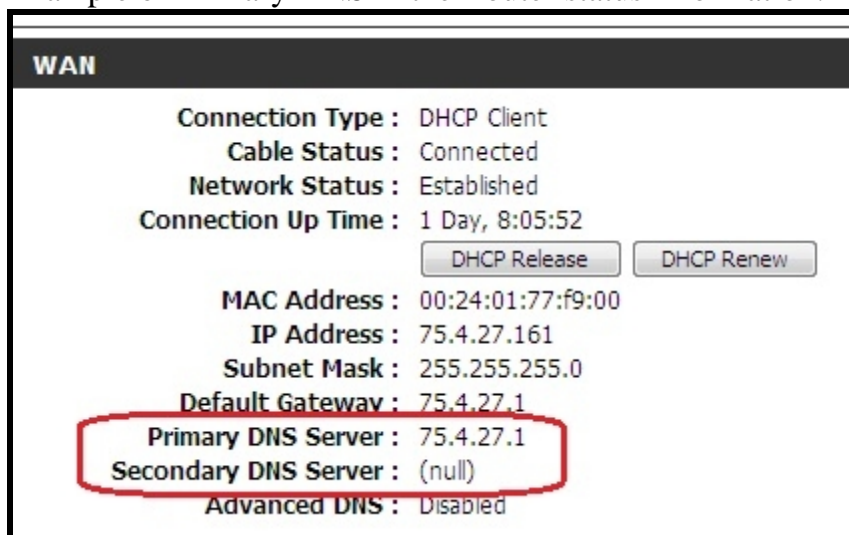 WAN
Connection Type : DHCP Client
Cable Status : Connected
Network Status : Established
Connection Up Time : 1 Day, 8:05:52
DHCP Release DHCP Renew
MAC Address : 00:24:01:77:f9:00
IP Address : 75.4.27.161
Subnet Mask : 255.255.255.0
Default Gateway : 75.4.27.1
Primary DNS Server : 75.4.27.1
Secondary DNS Server : (null)
Advanced DNS : Disabled